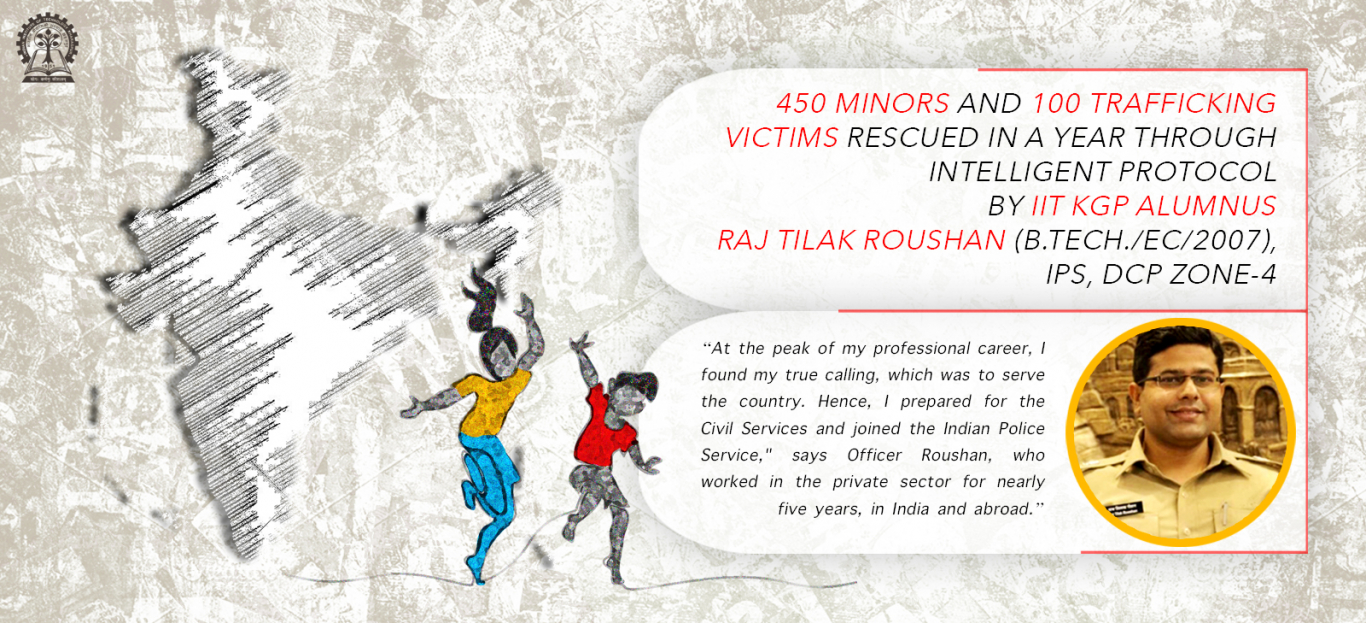 450 MINORS AND 100 TRAFFICKING
VICTIMS RESCUED IN A YEAR THROUGH
INTELLIGENT PROTOCOL
BY IIT KGP ALUMNUS
RAJ TILAK ROUSHAN (B.TECH./EC/2007),
IPS, DCP ZONE-4
“At the peak of my professional career, I
found my true calling, which was to serve
the country. Hence, I prepared for the
Civil Services and joined the Indian Police
Service," says Officer Roushan, who
worked in the private sector for nearly
five years, in India and abroad.”